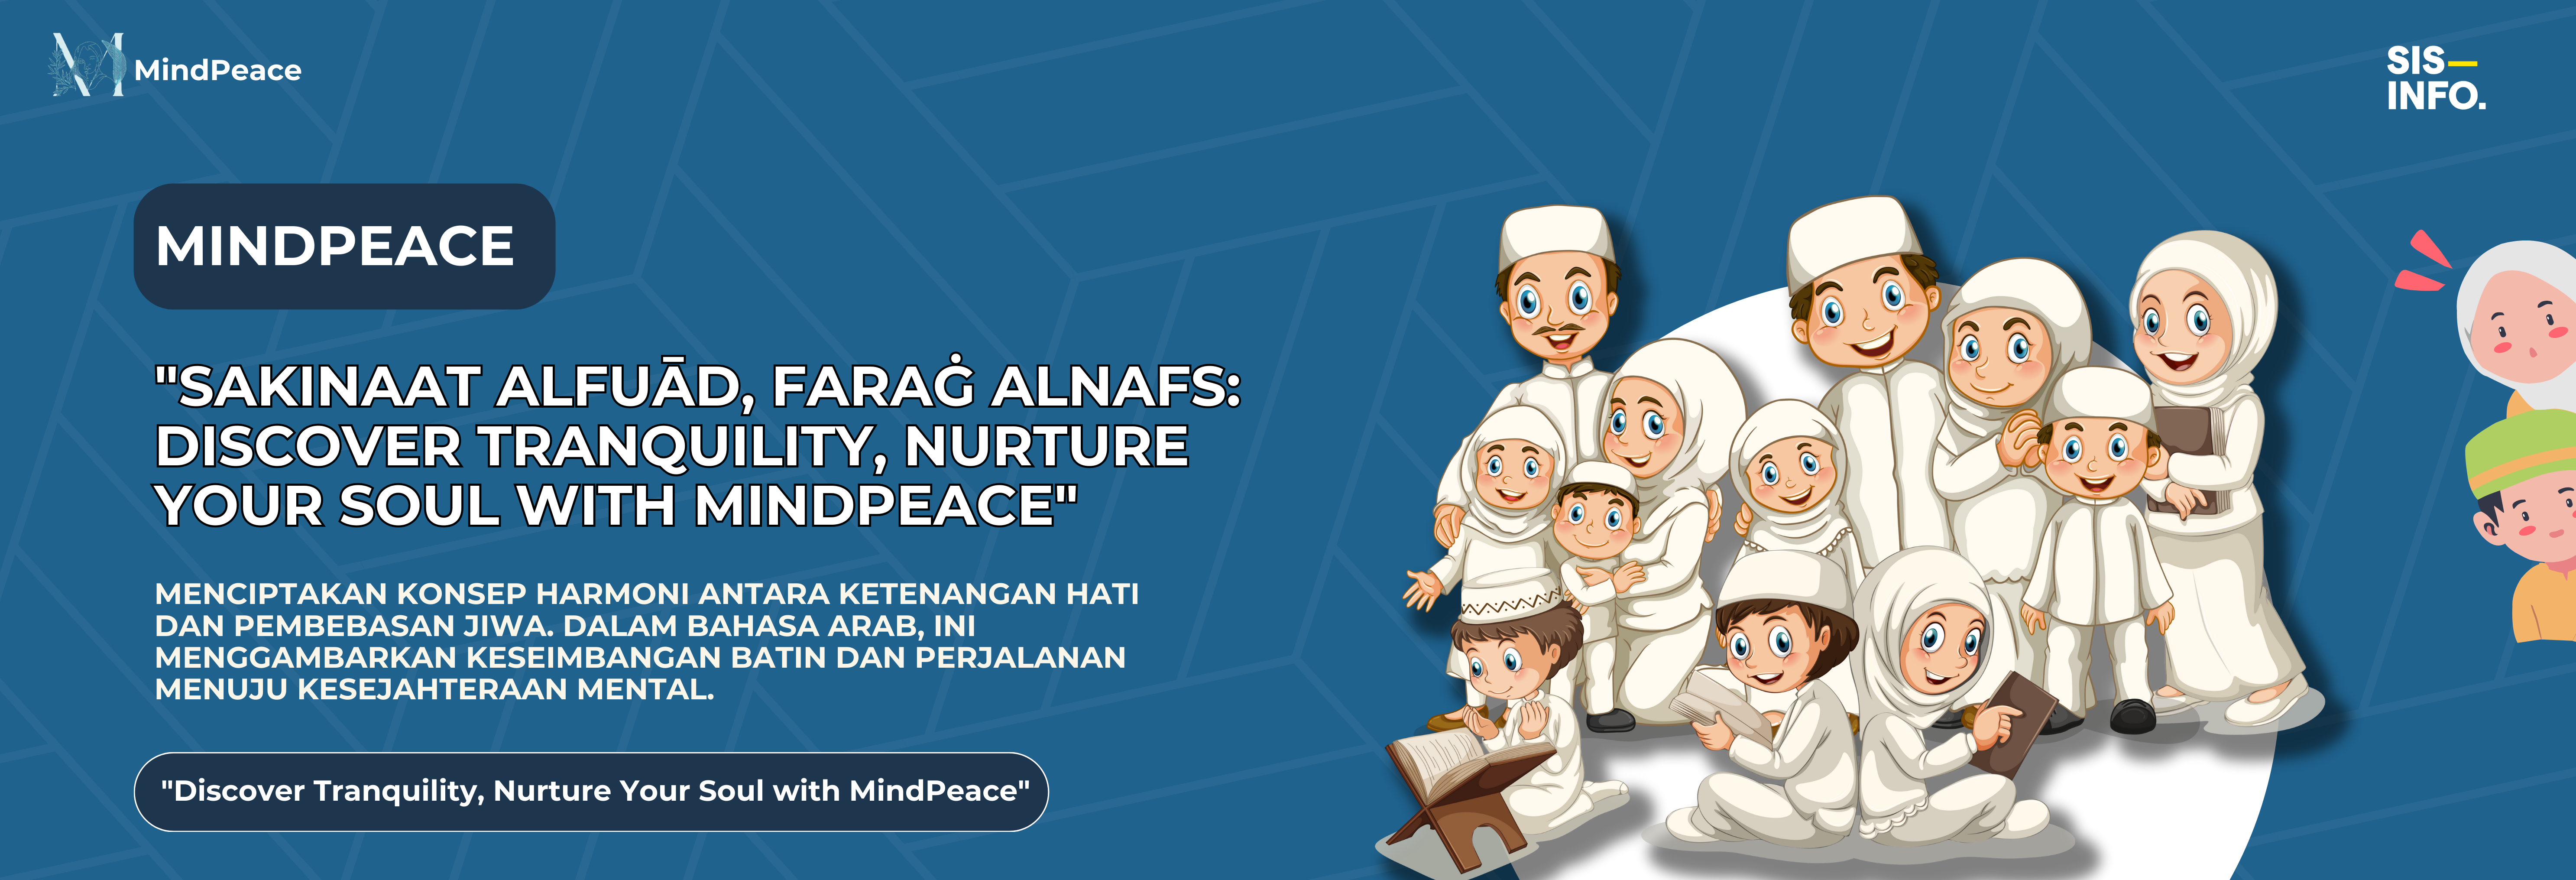 MindPeace
SIS—
INFO.
MINDPEACE
"SAKINAAT ALFUĀD, FARAĠ ALNAFS:
DISCOVER TRANQUILITY, NURTURE
YOUR SOUL WITH MINDPEACE"
MENCIPTAKAN KONSEP HARMONI ANTARA KETENANGAN HATI
DAN PEMBEBASAN JIWA. DALAM BAHASA ARAB, INI
MENGGAMBARKAN KESEIMBANGAN BATIN DAN PERJALANAN
MENUJU KESEJAHTERAAN MENTAL.
"Discover Tranquility, Nurture Your Soul with MindPeace"